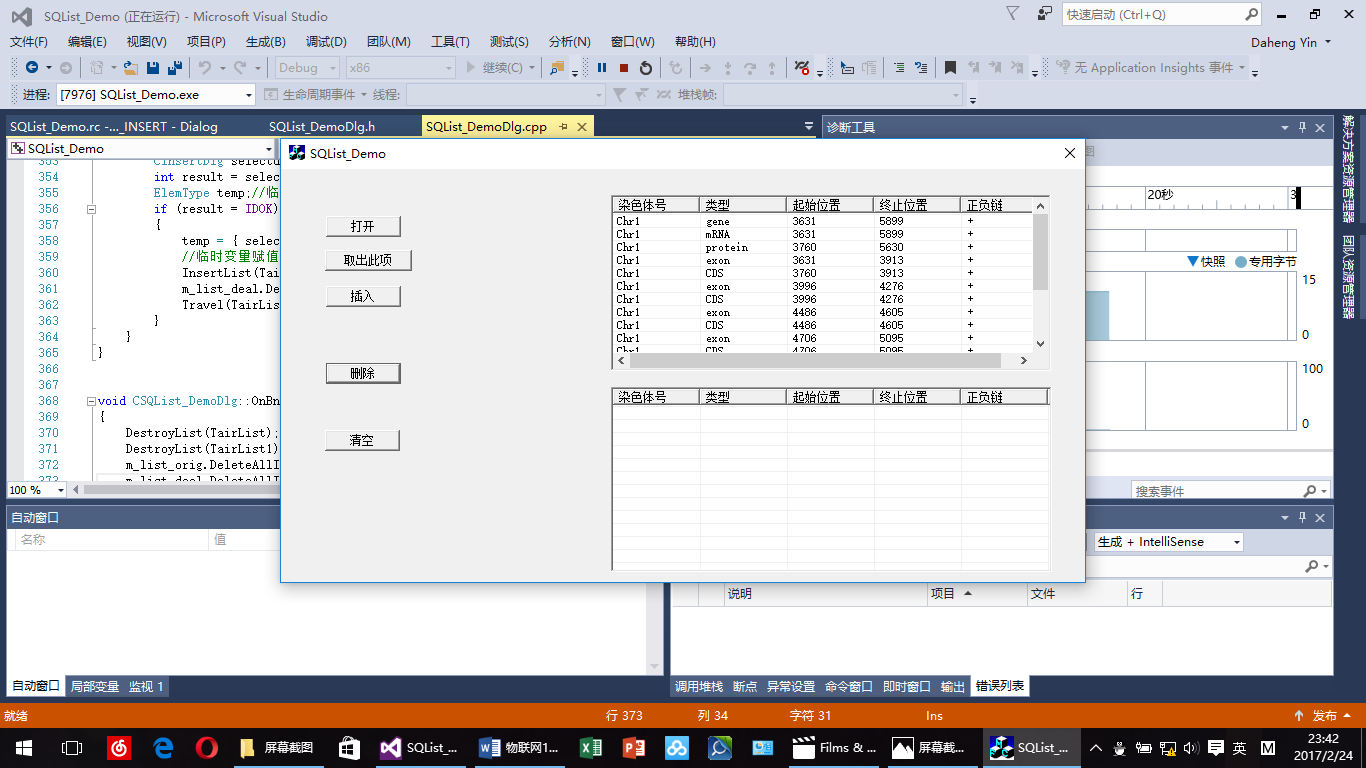 SQList_Demo (正在运行) - Microsoft Visual Studio
快速启动 (Ctrl+Q)
文件(F) 编辑(E) 视图(V) 项目(P) 生成(B) 调试(D) 团队(M) 工具(T) 测试(S) 分析(N) 窗口(W) 帮助(H)
Daheng Yin
Debug x86 继续(C) 无 Application Insights 事件
进程: [7976] SQList_Demo.exe 生命周期事件 线程: 堆栈帧:
SQList_Demo.rc -..._INSERT - Dialog SQList_DemoDlg.h SQList_DemoDlg.cpp
SQList_Demo
353 CInsertDlg
354 int result = selec
355 ElemType temp;//临
356 if (result = IDOK)
357 {
358 temp = { selec
359 //临时变量赋值
360 InsertList(Tai
361 m_list_deal.De
362 Travel(TairLis
363 }
364 }
365 }
366
367
368 void CSQList_DemoDlg::OnBn
369 {
370 DestroyList(TairList);
371 DestroyList(TairList1)
372 m_list_orig.DeleteAllI
373 m_list_deal.DeleteAllI
100 %
SQList_Demo
打开
取出此项
插入
删除
清空
染色体号 类型 起始位置 终止位置 正负链
Chr1 gene 3631 5899 +
Chr1 mRNA 3631 5899 +
Chr1 protein 3760 5630 +
Chr1 exon 3631 3913 +
Chr1 CDS 3760 3913 +
Chr1 exon 3996 4276 +
Chr1 CDS 3996 4276 +
Chr1 exon 4486 4605 +
Chr1 CDS 4486 4605 +
Chr1 exon 4706 5095 +
Chr1 CDS 4706 5095 +
染色体号 类型 起始位置 终止位置 正负链
诊断工具
图
20秒 3
快照 专用字节
15
0
100
0
搜索事件
解决方案资源管理器
团队资源管理器
自动窗口
名称 值
自动窗口 局部变量 监视 1
生成 + IntelliSense
说明 项目 文件 行
调用堆栈 断点 异常设置 命令窗口 即时窗口 输出 错误列表
就绪 行 373 列 34 字符 31 Ins 发布
屏幕截图 SQList_... 物联网1... Films & ... 屏幕截... SQList_...
英 M
23:42
2017/2/24